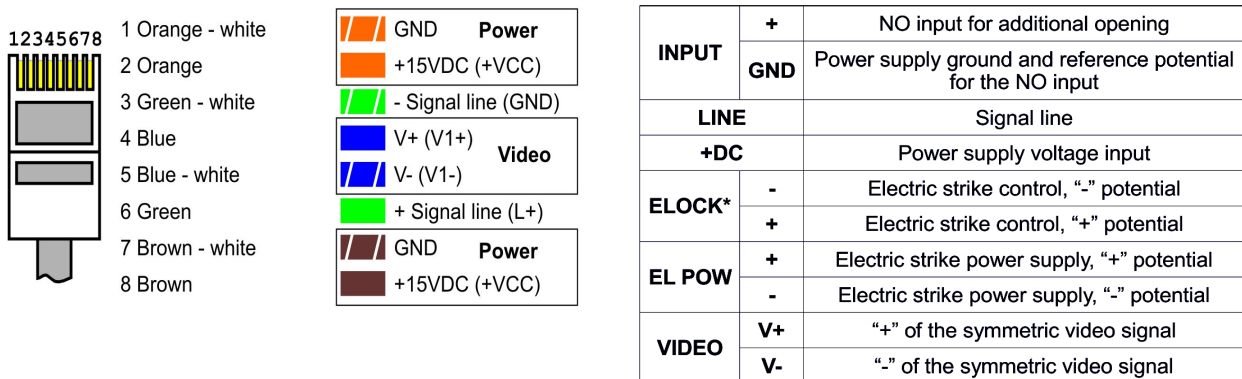 12345678
1 Orange - white
2 Orange
3 Green - white
4 Blue
5 Blue - white
6 Green
7 Brown - white
8 Brown
GND Power
+15VDC (+VCC)
- Signal line (GND)
V+ (V1+)
Video
V- (V1-)
+ Signal line (L+)
GND Power
+15VDC (+VCC)
INPUT
+ NO input for additional opening
GND Power supply ground and reference potential
for the NO input
LINE Signal line
+DC Power supply voltage input
ELOCK*
- Electric strike control, “-” potential
+ Electric strike control, “+” potential
EL POW
+ Electric strike power supply, “+” potential
- Electric strike power supply, “-” potential
VIDEO
V+ “+” of the symmetric video signal
V- “-” of the symmetric video signal